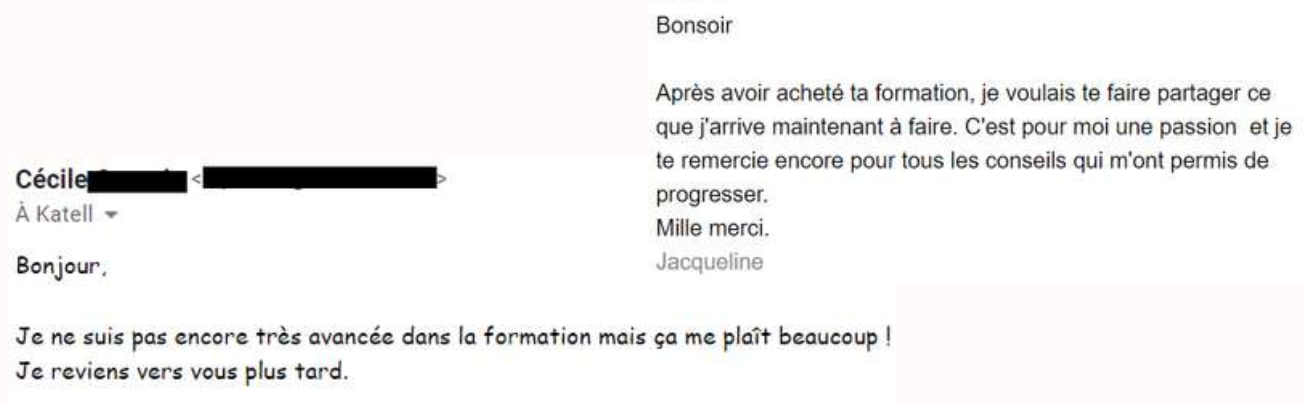 Bonsoir
Après avoir acheté ta formation, je voulais te faire partager ce
que j'arrive maintenant à faire. C'est pour moi une passion et je
te remercie encore pour tous les conseils qui m'ont permis de
progresser.
Mille merci.
Jacqueline
Cécile < >
À Katell
Bonjour,
Je ne suis pas encore très avancée dans la formation mais ça me plaît beaucoup !
Je reviens vers vous plus tard.